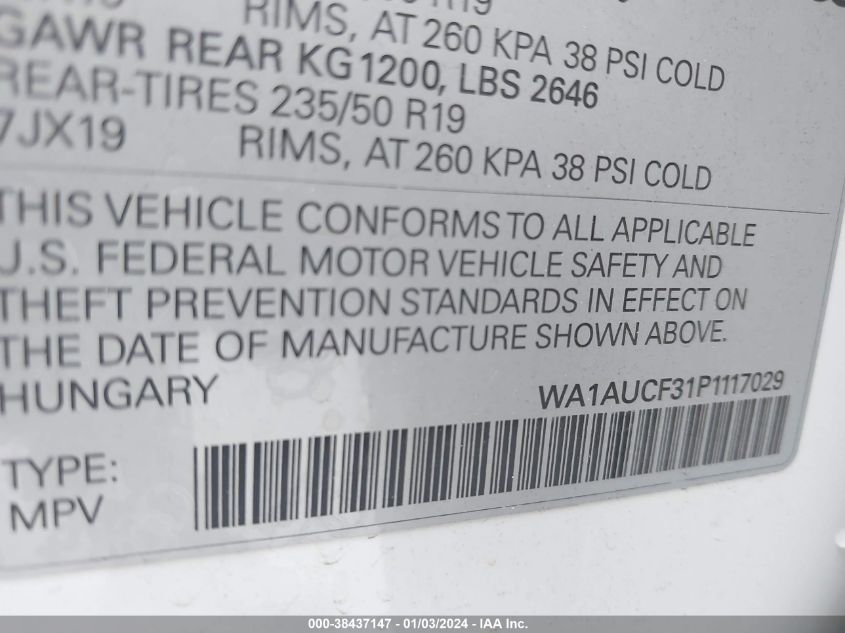 RIMS, AT 260 KPA 38 PSI COLD
GAWR REAR KG1200, LBS 2646
REAR-TIRES 235/50 R19
7JX19 RIMS, AT 260 KPA 38 PSI COLD
THIS VEHICLE CONFORMS TO ALL APPLICABLE
U.S. FEDERAL MOTOR VEHICLE SAFETY AND
THEFT PREVENTION STANDARDS IN EFFECT ON
THE DATE OF MANUFACTURE SHOWN ABOVE.
HUNGARY WA1AUCF31P1117029
TYPE:
MPV
000-38437147 - 01/03/2024 - IAA Inc.